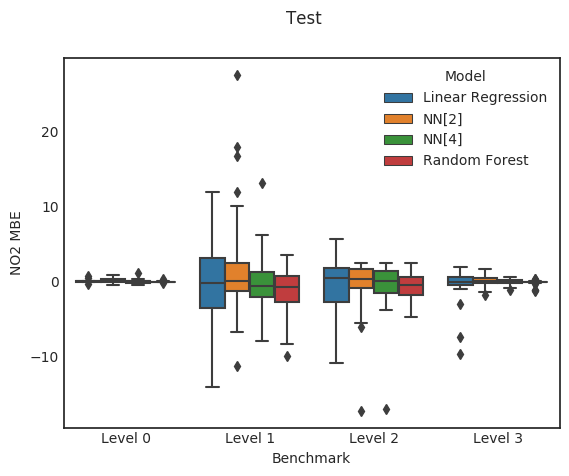 Test
Model
Linear Regression
NN[2]
NN[4]
Random Forest
20
10
0
−10
NO2 MBE
Level 0 Level 1 Level 2 Level 3
Benchmark